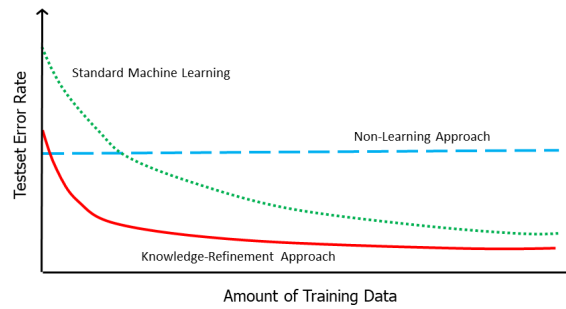 Standard Machine Learning
Testset Error Rate
Non-Learning Approach
Knowledge-Refinement Approach
Amount of Training Data